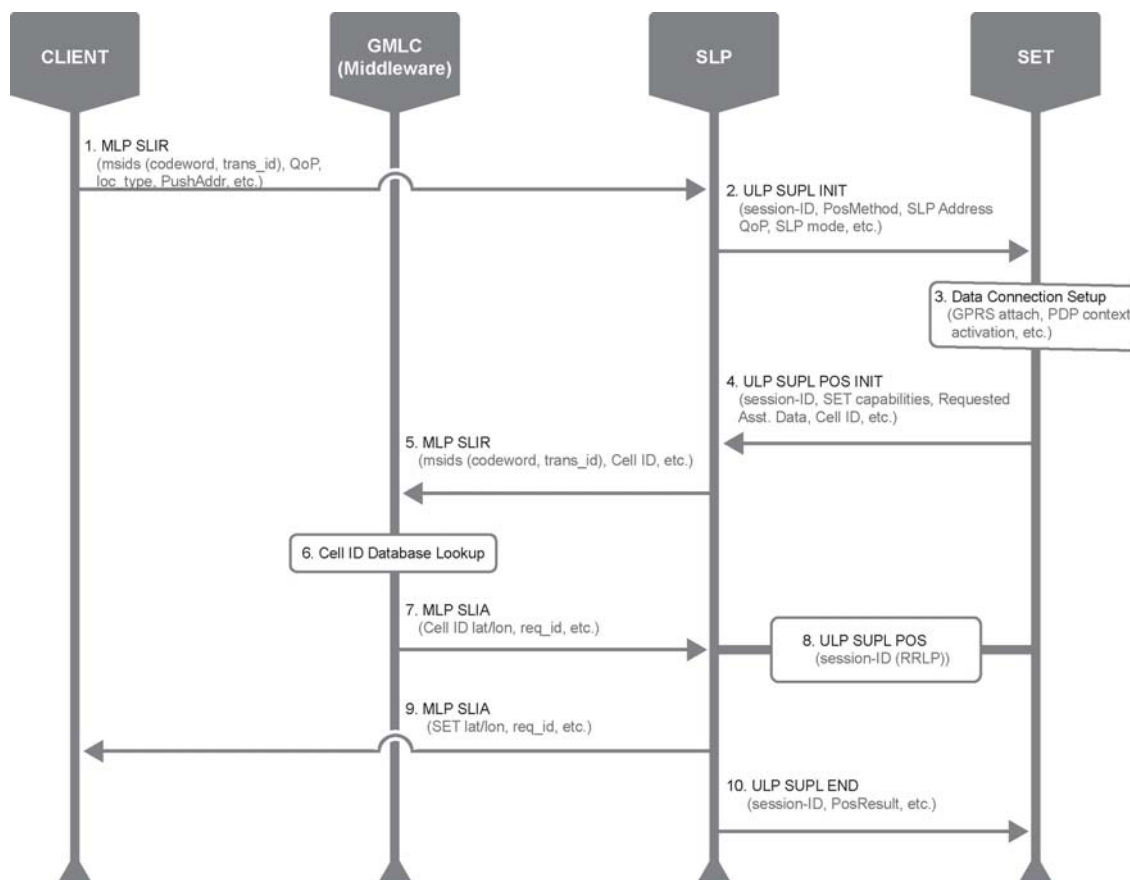 CLIENT
GMLC
(Middleware)
SLP
SET
1. MLP SLIR
(msids (codeword, trans_id), QoP,
loc_type, PushAddr, etc.)
2. ULP SUPL INIT
(session-ID, PosMethod, SLP Address
QoP, SLP mode, etc.)
3. Data Connection Setup
(GPRS attach, PDP context
activation, etc.)
4. ULP SUPL POS INIT
(session-ID, SET capabilities, Requested
Asst. Data, Cell ID, etc.)
5. MLP SLIR
(msids (codeword, trans_id), Cell ID, etc.)
6. Cell ID Database Lookup
7. MLP SLIA
(Cell ID lat/lon, req_id, etc.)
8. ULP SUPL POS
(session-ID (RRLP))
9. MLP SLIA
(SET lat/lon, req_id, etc.)
10. ULP SUPL END
(session-ID, PosResult, etc.)